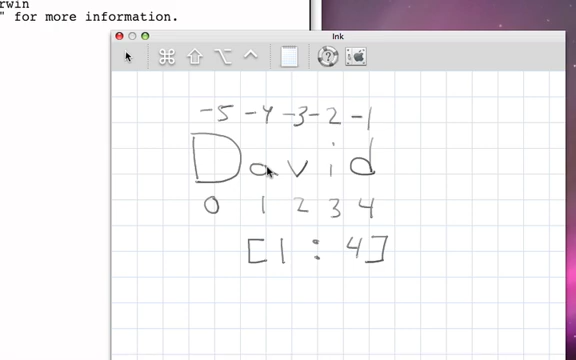 rwin
" for more information.
Ink
-5 -4 -3 -2 -1
David
0 1 2 3 4
[1 : 4]